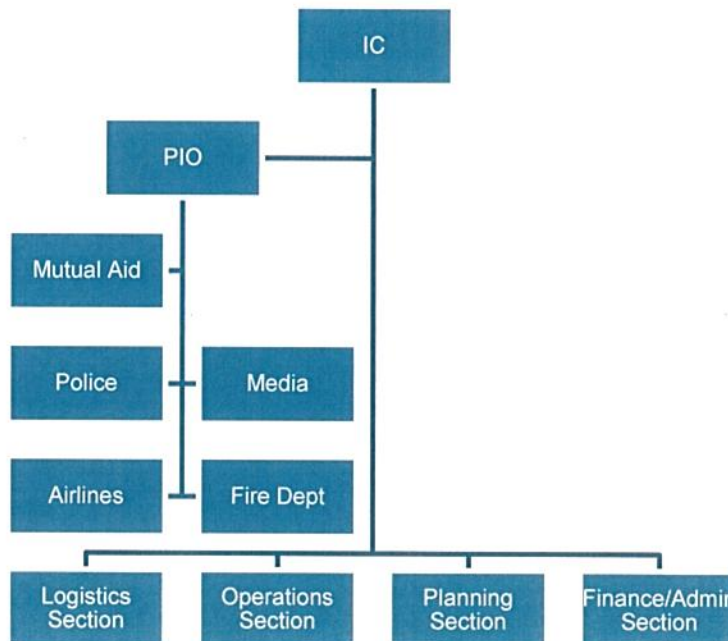 IC
PIO
Mutual Aid
Police
Media
Airlines
Fire Dept
Logistics
Section
Operations
Section
Planning
Section
Finance/Admin
Section